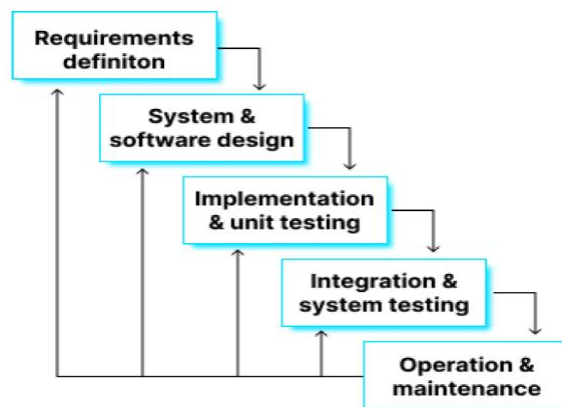 Requirements
definiton
System &
software design
Implementation
& unit testing
Integration &
system testing
Operation &
maintenance